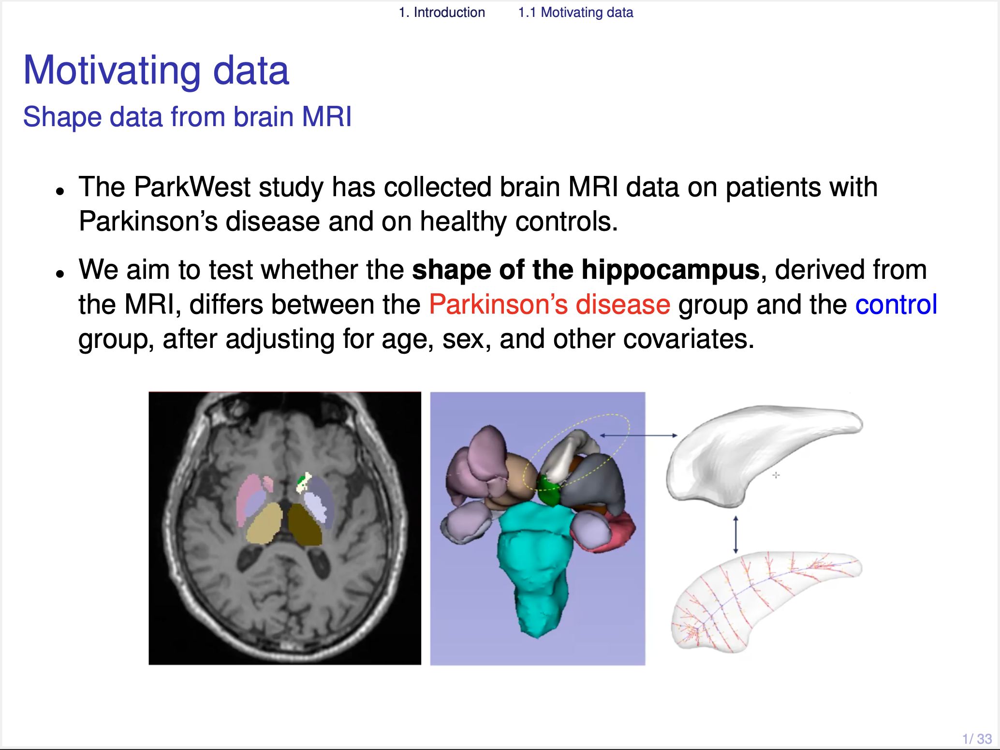 1. Introduction 1.1 Motivating data
Motivating data
Shape data from brain MRI
• The ParkWest study has collected brain MRI data on patients with
Parkinson’s disease and on healthy controls.
• We aim to test whether the shape of the hippocampus, derived from
the MRI, differs between the Parkinson’s disease group and the control
group, after adjusting for age, sex, and other covariates.
1/ 33